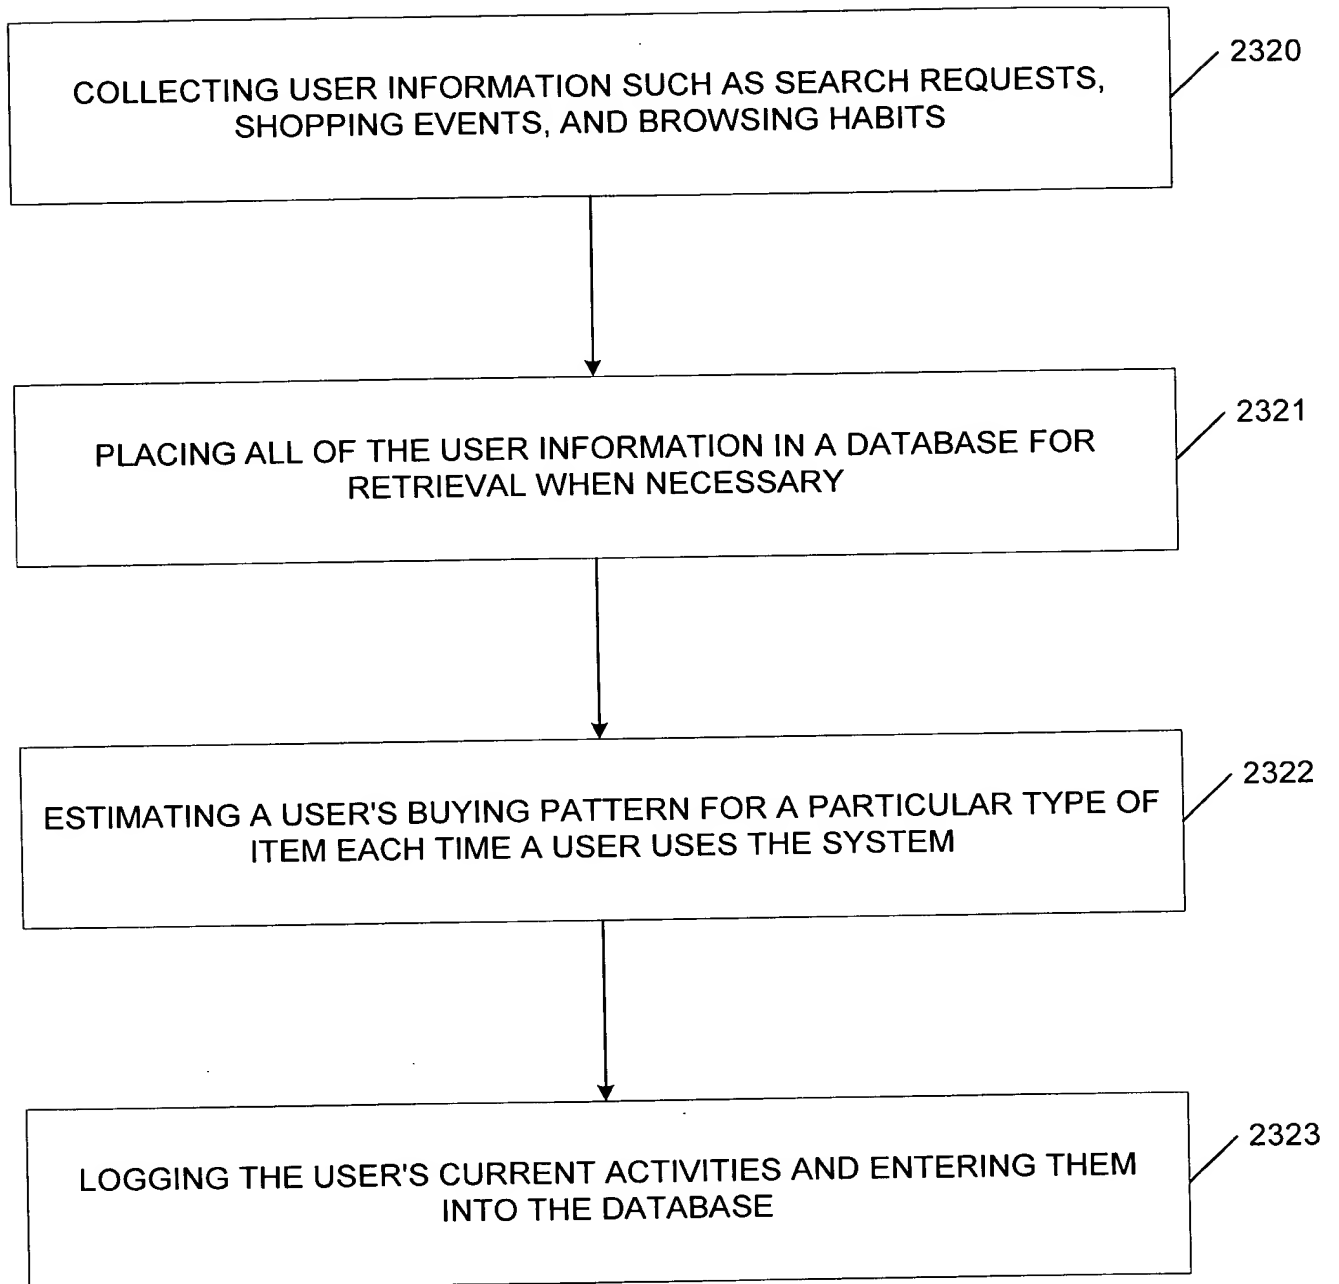 COLLECTING USER INFORMATION SUCH AS SEARCH REQUESTS,
SHOPPING EVENTS, AND BROWSING HABITS
2320
PLACING ALL OF THE USER INFORMATION IN A DATABASE FOR
RETRIEVAL WHEN NECESSARY
2321
ESTIMATING A USER'S BUYING PATTERN FOR A PARTICULAR TYPE OF
ITEM EACH TIME A USER USES THE SYSTEM
2322
LOGGING THE USER'S CURRENT ACTIVITIES AND ENTERING THEM
INTO THE DATABASE
2323